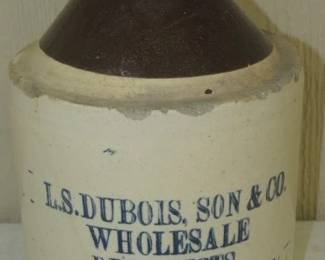 L.S.DUBOIS, SON & CO.
WHOLESALE